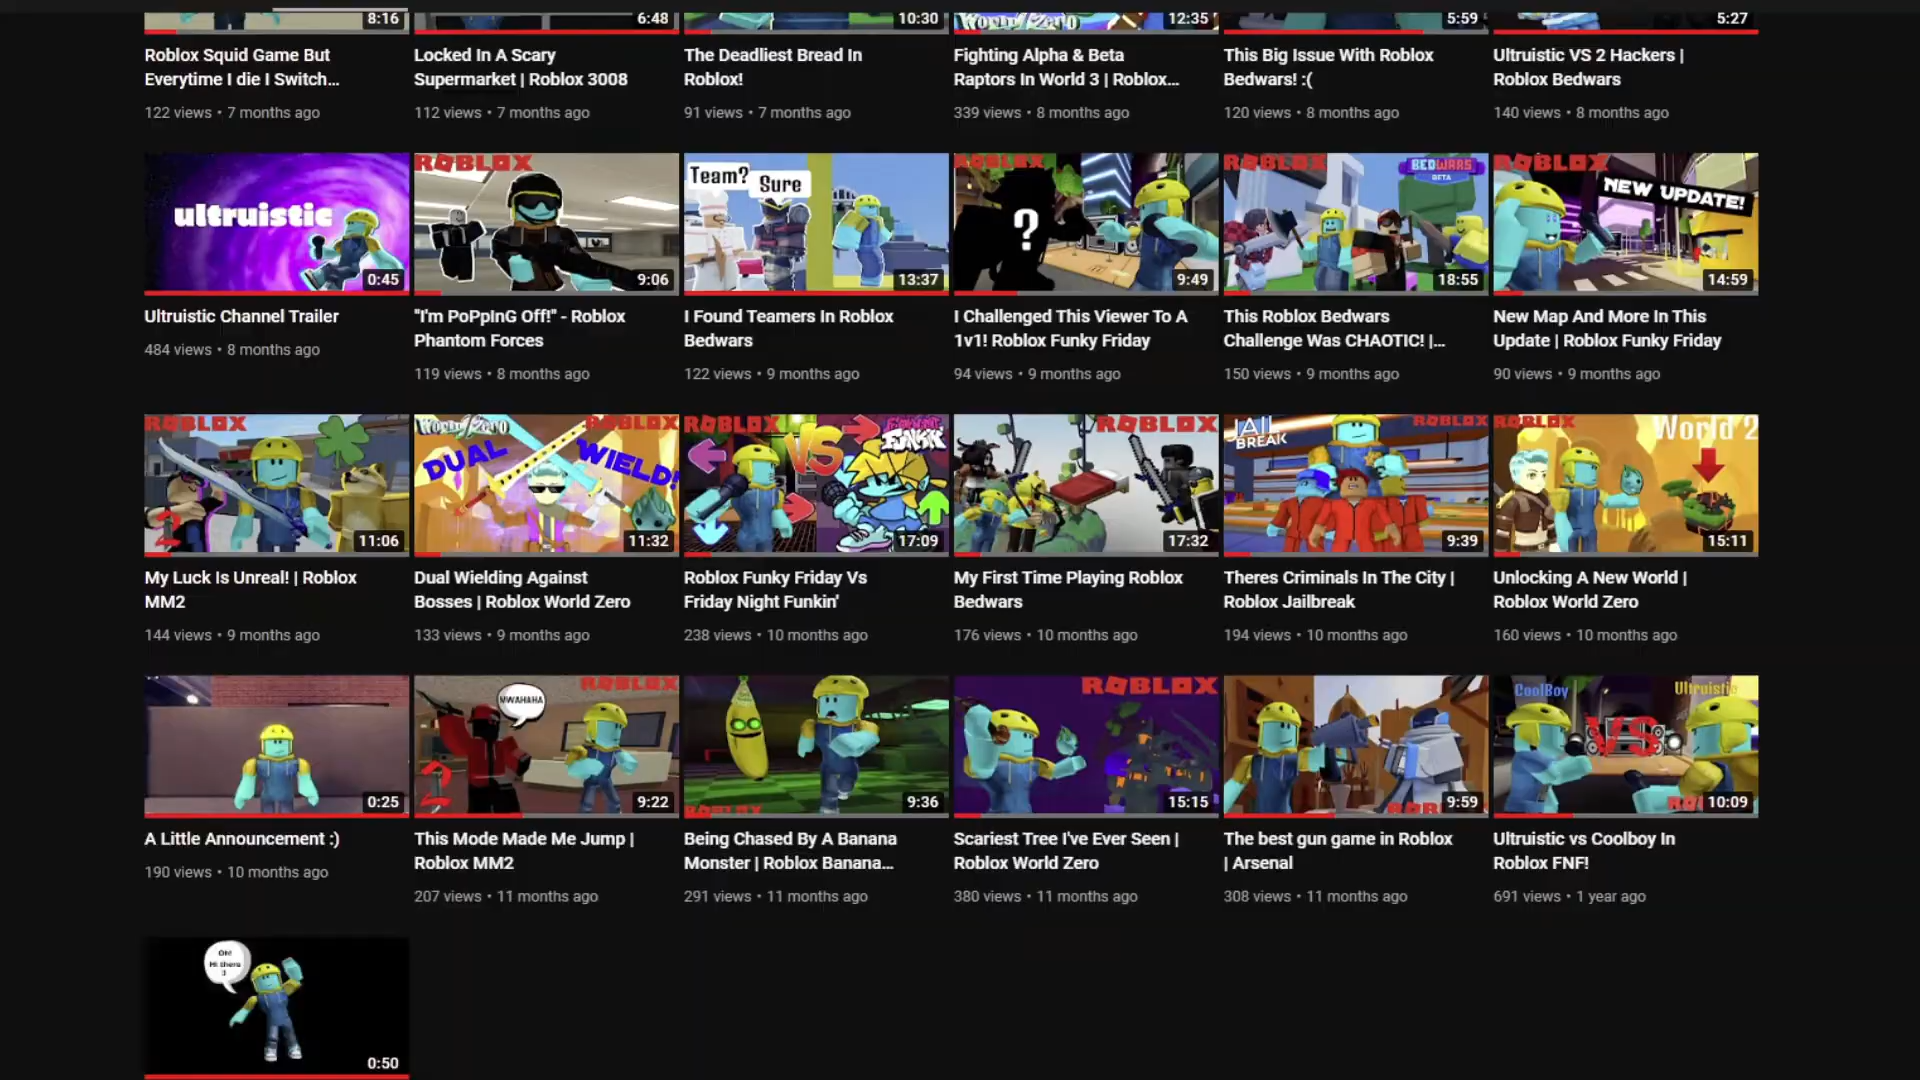 8:16
6:48
10:30
World//Zero
12:35
5:59
5:27
Roblox Squid Game But
Everytime I die I Switch...
Locked In A Scary
Supermarket | Roblox 3008
The Deadliest Bread In
Roblox!
Fighting Alpha & Beta
Raptors In World 3 | Roblox...
This Big Issue With Roblox
Bedwars! :(
Ultruistic VS 2 Hackers |
Roblox Bedwars
122 views • 7 months ago
112 views • 7 months ago
91 views • 7 months ago
339 views • 8 months ago
120 views • 8 months ago
140 views • 8 months ago
ultruistic
0:45
ROBLOX
9:06
Team?
Sure
13:37
ROBLOX
?
9:49
ROBLOX
BEDWARS
BETA
18:55
ROBLOX
NEW UPDATE!
14:59
Ultruistic Channel Trailer
484 views • 8 months ago
"I'm PoPpInG Off!" - Roblox
Phantom Forces
119 views • 8 months ago
I Found Teamers In Roblox
Bedwars
122 views • 9 months ago
I Challenged This Viewer To A
1v1! Roblox Funky Friday
94 views • 9 months ago
This Roblox Bedwars
Challenge Was CHAOTIC! |...
150 views • 9 months ago
New Map And More In This
Update | Roblox Funky Friday
90 views • 9 months ago
ROBLOX
2
11:06
World//Zero
ROBLOX
DUAL WIELD!
11:32
ROBLOX
VS
FUNKIN
17:09
ROBLOX
17:32
JAIL
BREAK
ROBLOX
9:39
ROBLOX
World 2
15:11
My Luck Is Unreal! | Roblox
MM2
144 views • 9 months ago
Dual Wielding Against
Bosses | Roblox World Zero
133 views • 9 months ago
Roblox Funky Friday Vs
Friday Night Funkin'
238 views • 10 months ago
My First Time Playing Roblox
Bedwars
176 views • 10 months ago
Theres Criminals In The City |
Roblox Jailbreak
194 views • 10 months ago
Unlocking A New World |
Roblox World Zero
160 views • 10 months ago
0:25
MWAHAHA
ROBLOX
2
9:22
ROBLOX
9:36
ROBLOX
15:15
ROB
9:59
CoolBoy
Ultruistic
VS
RO
10:09
A Little Announcement :)
190 views • 10 months ago
This Mode Made Me Jump |
Roblox MM2
207 views • 11 months ago
Being Chased By A Banana
Monster | Roblox Banana...
291 views • 11 months ago
Scariest Tree I've Ever Seen |
Roblox World Zero
380 views • 11 months ago
The best gun game in Roblox
| Arsenal
308 views • 11 months ago
Ultruistic vs Coolboy In
Roblox FNF!
691 views • 1 year ago
Oh!
Hi there
:)
0:50